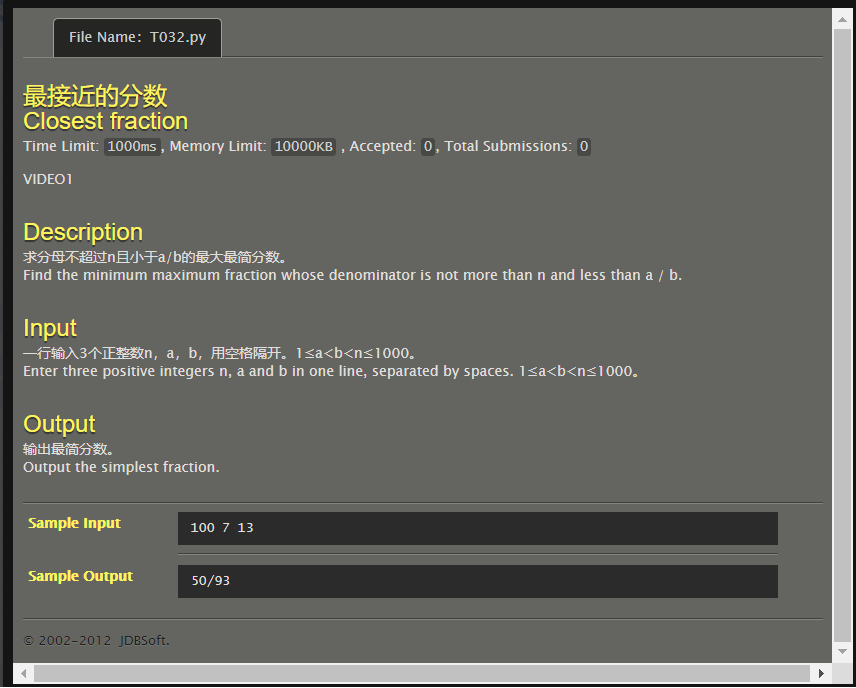 File Name：T032.py
最接近的分数
Closest fraction
Time Limit: 1000ms, Memory Limit: 10000KB , Accepted: 0, Total Submissions: 0
VIDEO1
Description
求分母不超过n且小于a/b的最大最简分数。
Find the minimum maximum fraction whose denominator is not more than n and less than a / b.
Input
一行输入3个正整数n，a，b，用空格隔开。1≤a<b<n≤1000。
Enter three positive integers n, a and b in one line, separated by spaces. 1≤a<b<n≤1000。
Output
输出最简分数。
Output the simplest fraction.
Sample Input
100 7 13
Sample Output
50/93
© 2002-2012 JDBSoft.